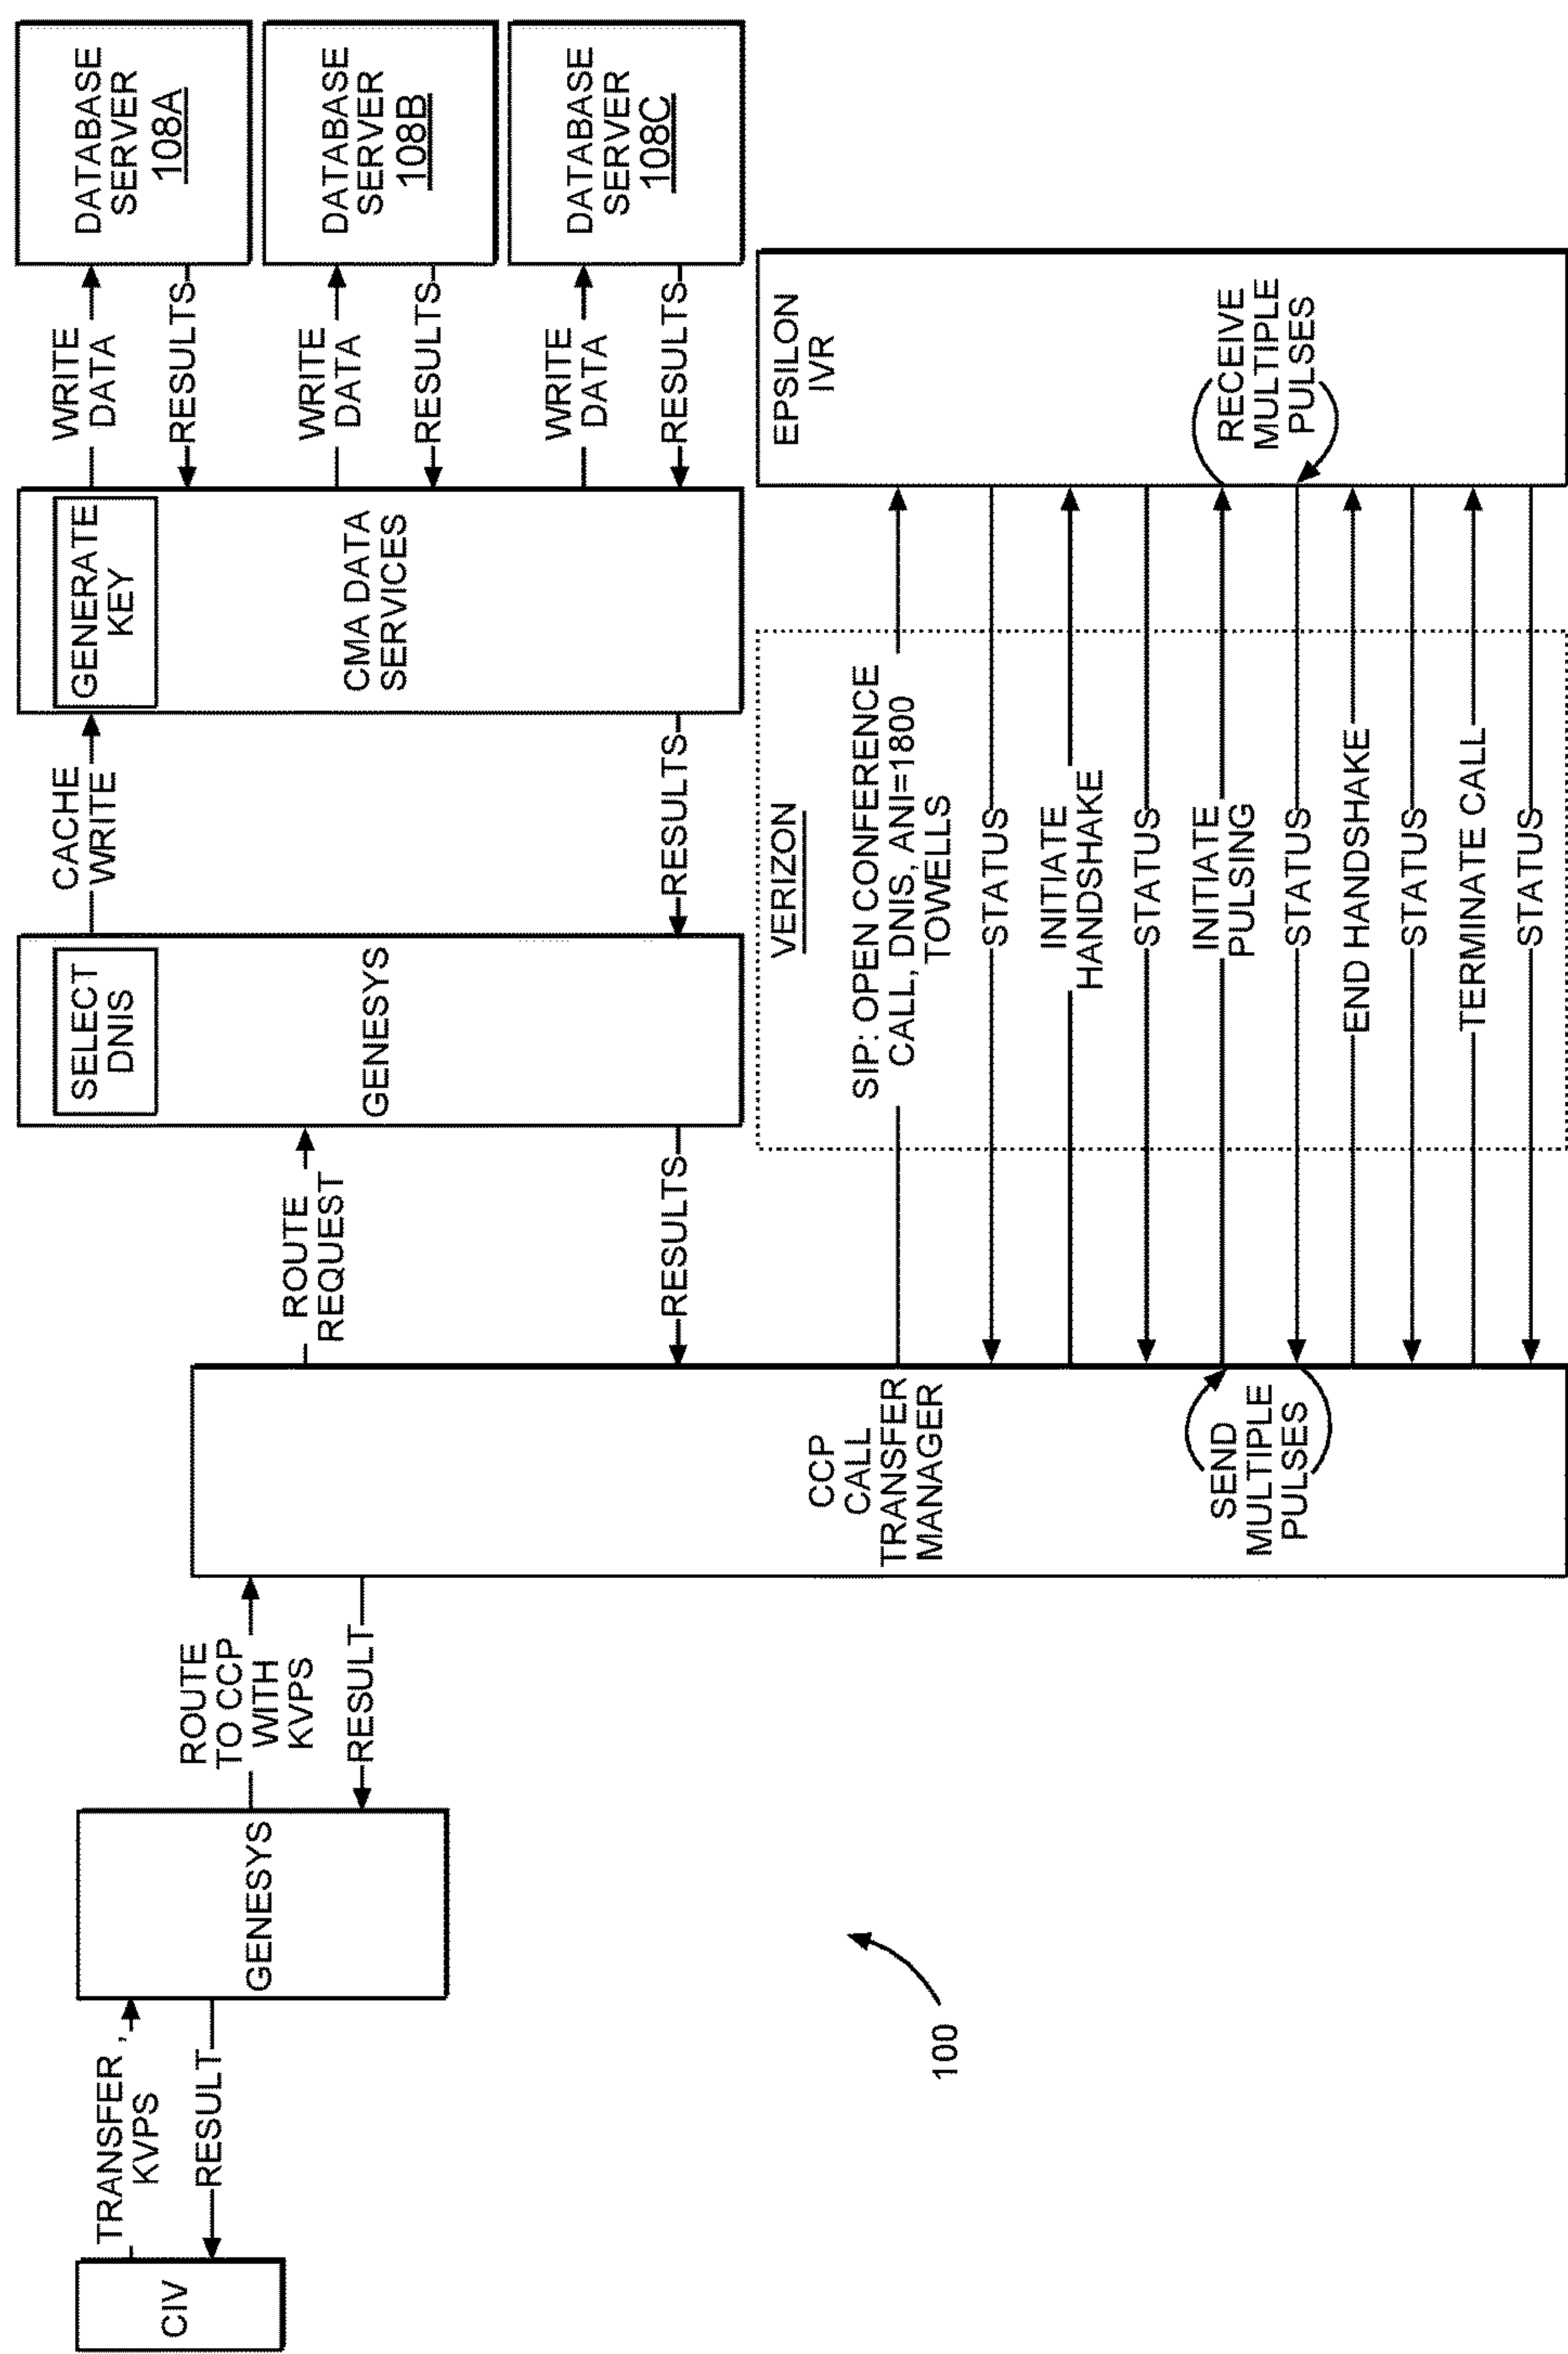 CIV
TRANSFER,
KVPS
RESULT
GENESYS
ROUTE
TO CCP
WITH
KVPS
RESULT
CCP
CALL
TRANSFER
MANAGER
SEND
MULTIPLE
PULSES
ROUTE
REQUEST
RESULTS
SELECT
DNIS
GENESYS
CACHE
WRITE
RESULTS
GENERATE
KEY
CMA DATA
SERVICES
WRITE
DATA
RESULTS
WRITE
DATA
RESULTS
WRITE
DATA
RESULTS
DATABASE
SERVER
108A
DATABASE
SERVER
108B
DATABASE
SERVER
108C
VERIZON
SIP: OPEN CONFERENCE
CALL, DNIS, ANI=1800
TOWELLS
STATUS
INITIATE
HANDSHAKE
STATUS
INITIATE
PULSING
STATUS
END HANDSHAKE
STATUS
TERMINATE CALL
STATUS
EPSILON
IVR
RECEIVE
MULTIPLE
PULSES
100